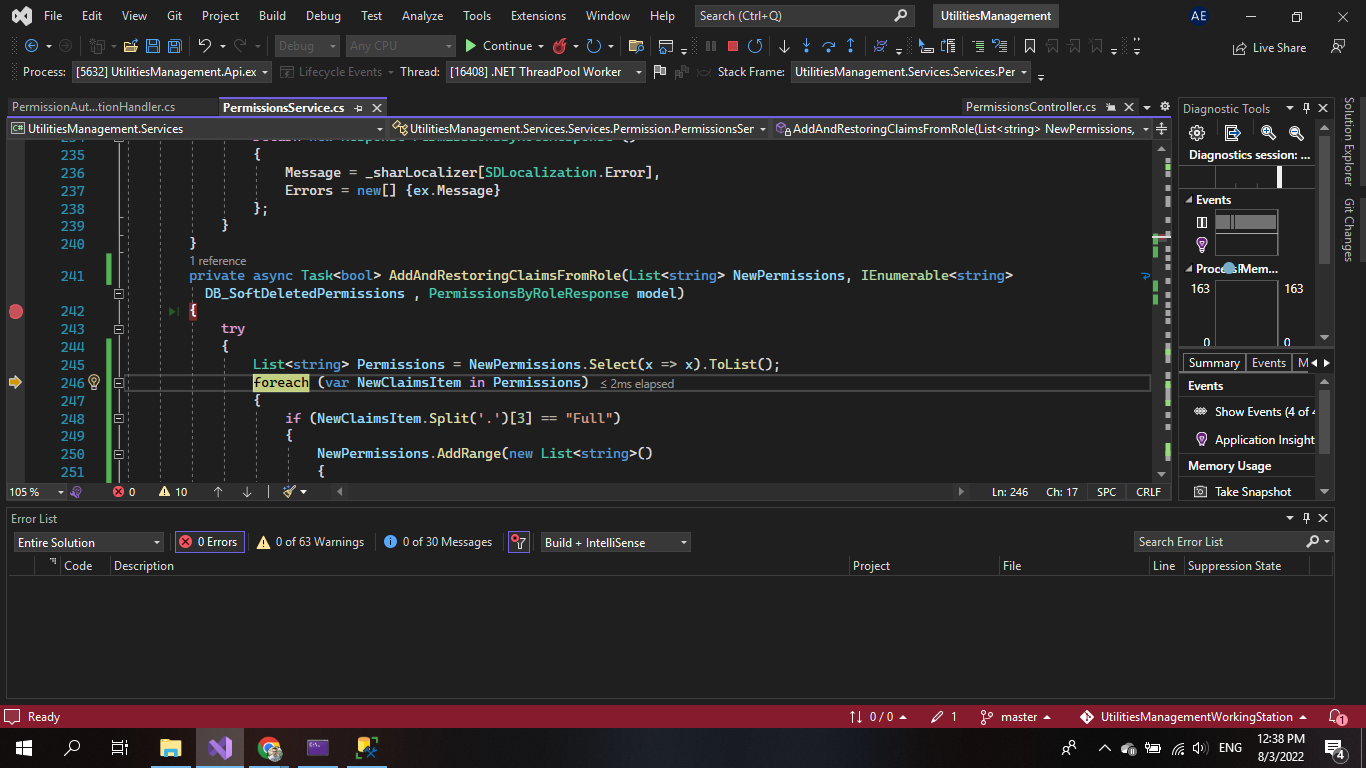 File Edit View Git Project Build Debug Test Analyze Tools Extensions Window Help Search (Ctrl+Q) UtilitiesManagement AE
Debug Any CPU Continue Live Share
Process: [5632] UtilitiesManagement.Api.ex Lifecycle Events Thread: [16408] .NET ThreadPool Worker Stack Frame: UtilitiesManagement.Services.Services.Per
PermissionAut...tionHandler.cs PermissionsService.cs PermissionsController.cs
UtilitiesManagement.Services UtilitiesManagement.Services.Services.Permission.PermissionsSer AddAndRestoringClaimsFromRole(List<string> NewPermissions,
235 {
236 Message = _sharLocalizer[SDLocalization.Error],
237 Errors = new[] {ex.Message}
238 };
239 }
240 }
1 reference
241 private async Task<bool> AddAndRestoringClaimsFromRole(List<string> NewPermissions, IEnumerable<string>
DB_SoftDeletedPermissions , PermissionsByRoleResponse model)
242 {
243 try
244 {
245 List<string> Permissions = NewPermissions.Select(x => x).ToList();
246 foreach (var NewClaimsItem in Permissions) ≤ 2ms elapsed
247 {
248 if (NewClaimsItem.Split('.')[3] == "Full")
249 {
250 NewPermissions.AddRange(new List<string>()
251 {
105 % 0 10 Ln: 246 Ch: 17 SPC CRLF
Diagnostic Tools
Diagnostics session: ...
Events
Process Mem...
163 163
0 0
Summary Events M
Events
Show Events (4 of 4
Application Insight
Memory Usage
Take Snapshot
Solution Explorer
Git Changes
Error List
Entire Solution 0 Errors 0 of 63 Warnings 0 of 30 Messages Build + IntelliSense Search Error List
Code Description Project File Line Suppression State
Ready 0 / 0 1 master UtilitiesManagementWorkingStation 1
ENG 12:38 PM
8/3/2022 4